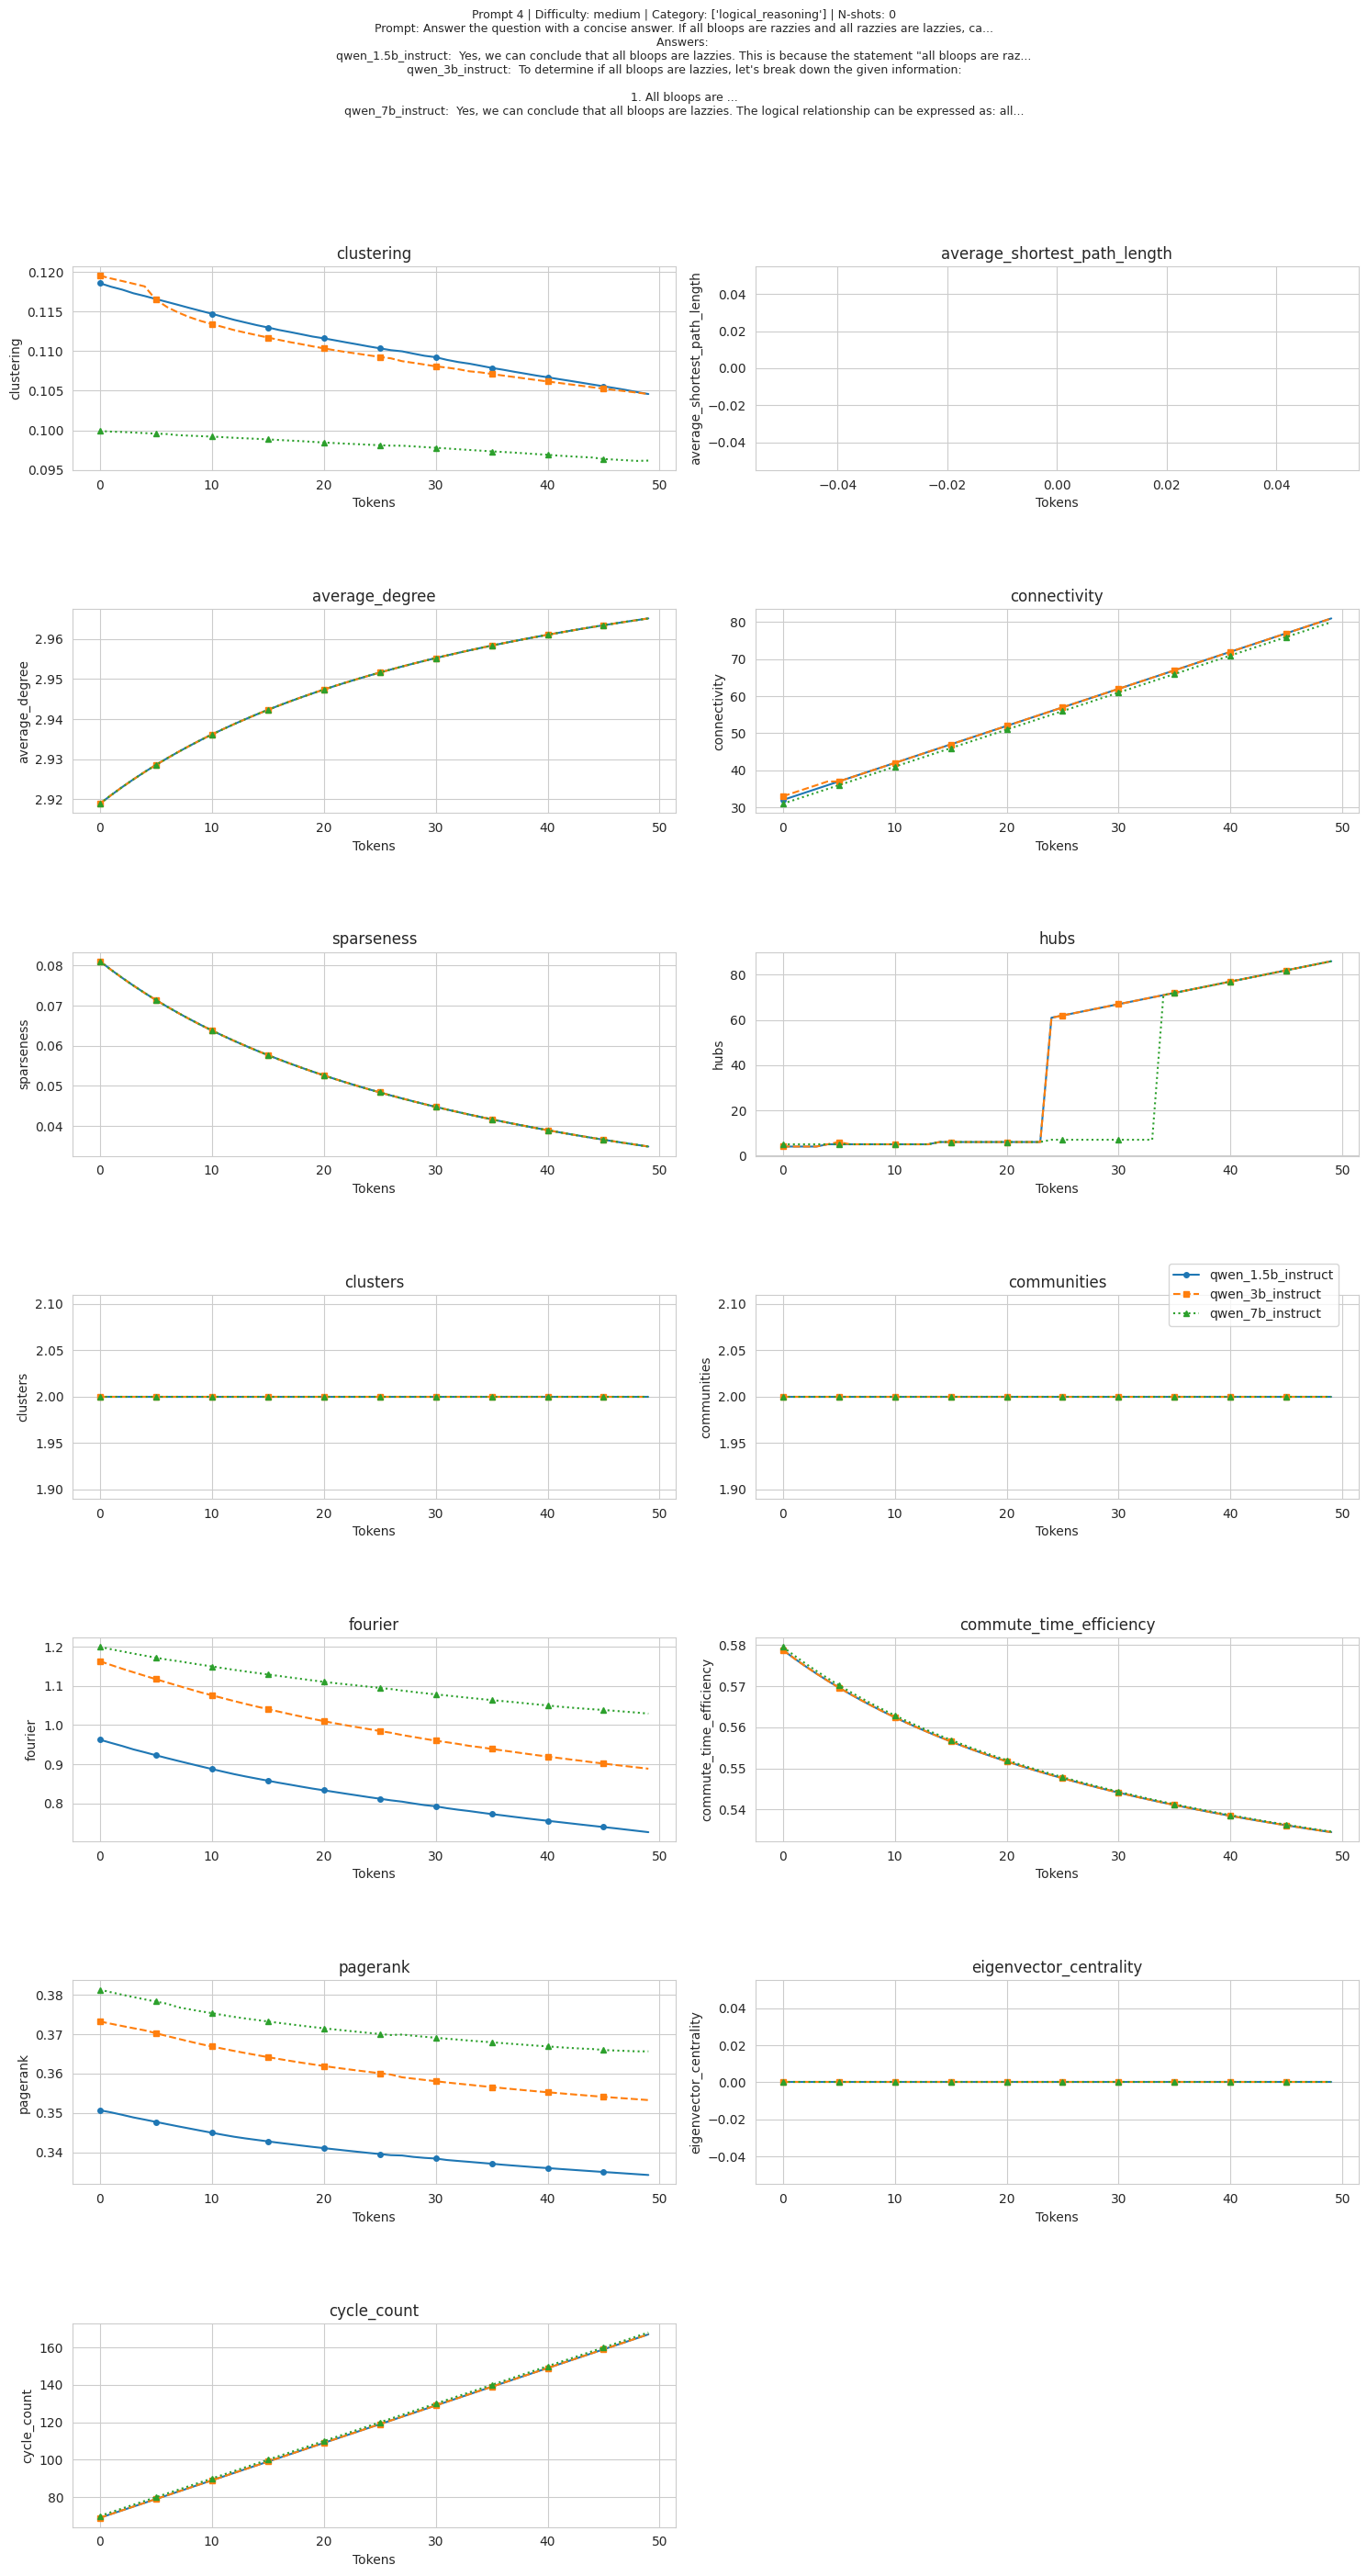 Prompt 4 | Difficulty: medium | Category: ['logical_reasoning'] | N-shots: 0
Prompt: Answer the question with a concise answer. If all bloops are razzies and all razzies are lazzies, ca...
Answers:
qwen_1.5b_instruct:  Yes, we can conclude that all bloops are lazzies. This is because the statement "all bloops are raz...
qwen_3b_instruct:  To determine if all bloops are lazzies, let's break down the given information:
1. All bloops are ...
qwen_7b_instruct:  Yes, we can conclude that all bloops are lazzies. The logical relationship can be expressed as: all...
clustering
clustering
0.120
0.115
0.110
0.105
0.100
0.095
0 10 20 30 40 50
Tokens
average_shortest_path_length
average_shortest_path_length
0.04
0.02
0.00
−0.02
−0.04
−0.04 −0.02 0.00 0.02 0.04
Tokens
average_degree
average_degree
2.96
2.95
2.94
2.93
2.92
0 10 20 30 40 50
Tokens
connectivity
connectivity
80
70
60
50
40
30
0 10 20 30 40 50
Tokens
sparseness
sparseness
0.08
0.07
0.06
0.05
0.04
0 10 20 30 40 50
Tokens
hubs
hubs
80
60
40
20
0
0 10 20 30 40 50
Tokens
clusters
clusters
2.10
2.05
2.00
1.95
1.90
0 10 20 30 40 50
Tokens
communities
communities
qwen_1.5b_instruct
qwen_3b_instruct
qwen_7b_instruct
2.10
2.05
2.00
1.95
1.90
0 10 20 30 40 50
Tokens
fourier
fourier
1.2
1.1
1.0
0.9
0.8
0 10 20 30 40 50
Tokens
commute_time_efficiency
commute_time_efficiency
0.58
0.57
0.56
0.55
0.54
0 10 20 30 40 50
Tokens
pagerank
pagerank
0.38
0.37
0.36
0.35
0.34
0 10 20 30 40 50
Tokens
eigenvector_centrality
eigenvector_centrality
0.04
0.02
0.00
−0.02
−0.04
0 10 20 30 40 50
Tokens
cycle_count
cycle_count
160
140
120
100
80
0 10 20 30 40 50
Tokens